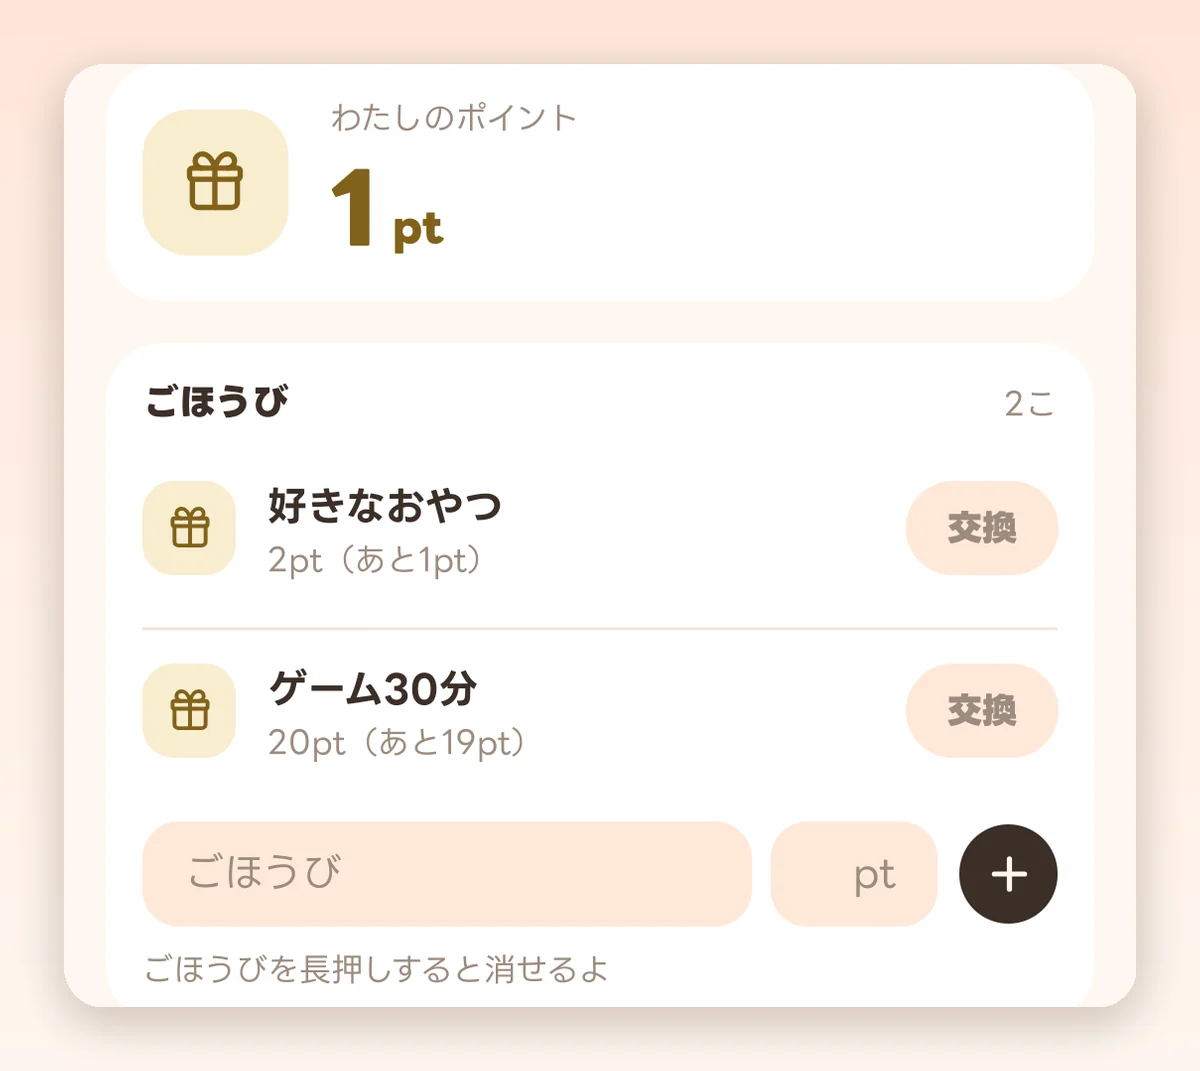 わたしのポイント
1 pt
ごほうび
2こ
好きなおやつ
2pt（あと1pt）
交換
ゲーム30分
20pt（あと19pt）
交換
ごほうび
pt
ごほうびを長押しすると消せるよ